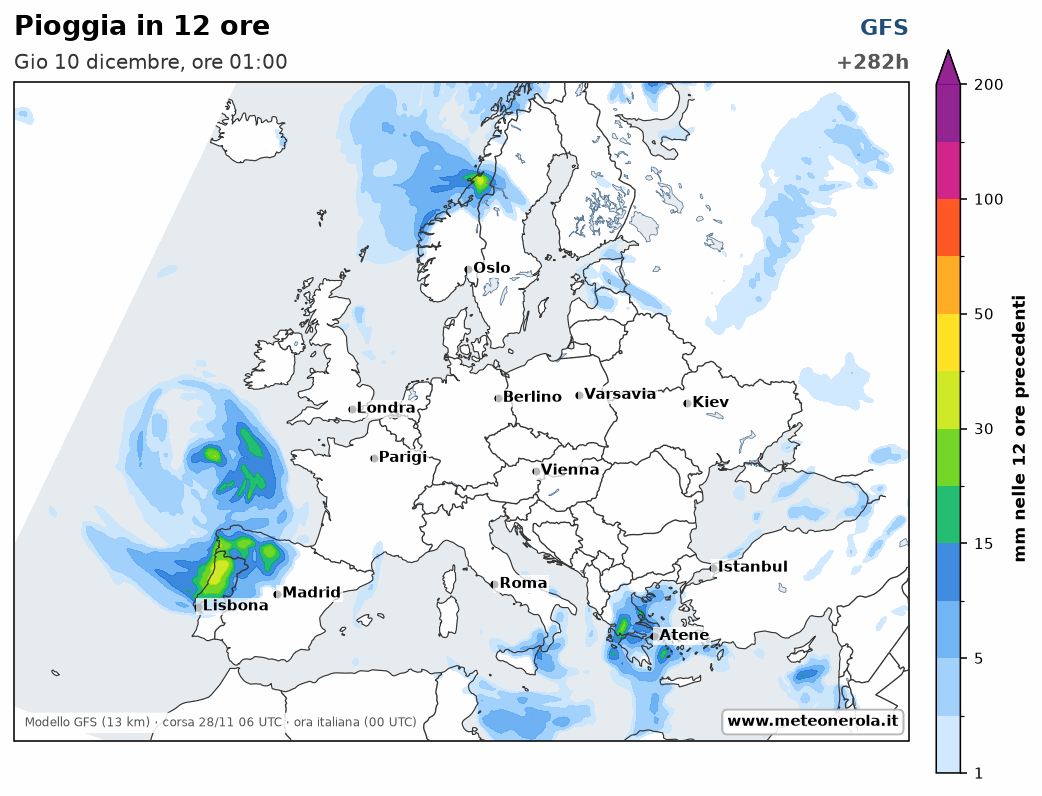 Pioggia in 12 ore
GFS
Gio 10 dicembre, ore 01:00
+282h
200
100
50
30
15
5
1
mm nelle 12 ore precedenti
Oslo
Berlino
Varsavia
Kiev
Londra
Parigi
Vienna
Istanbul
Roma
Madrid
Lisbona
Atene
Modello GFS (13 km) · corsa 28/11 06 UTC · ora italiana (00 UTC)
www.meteonerola.it